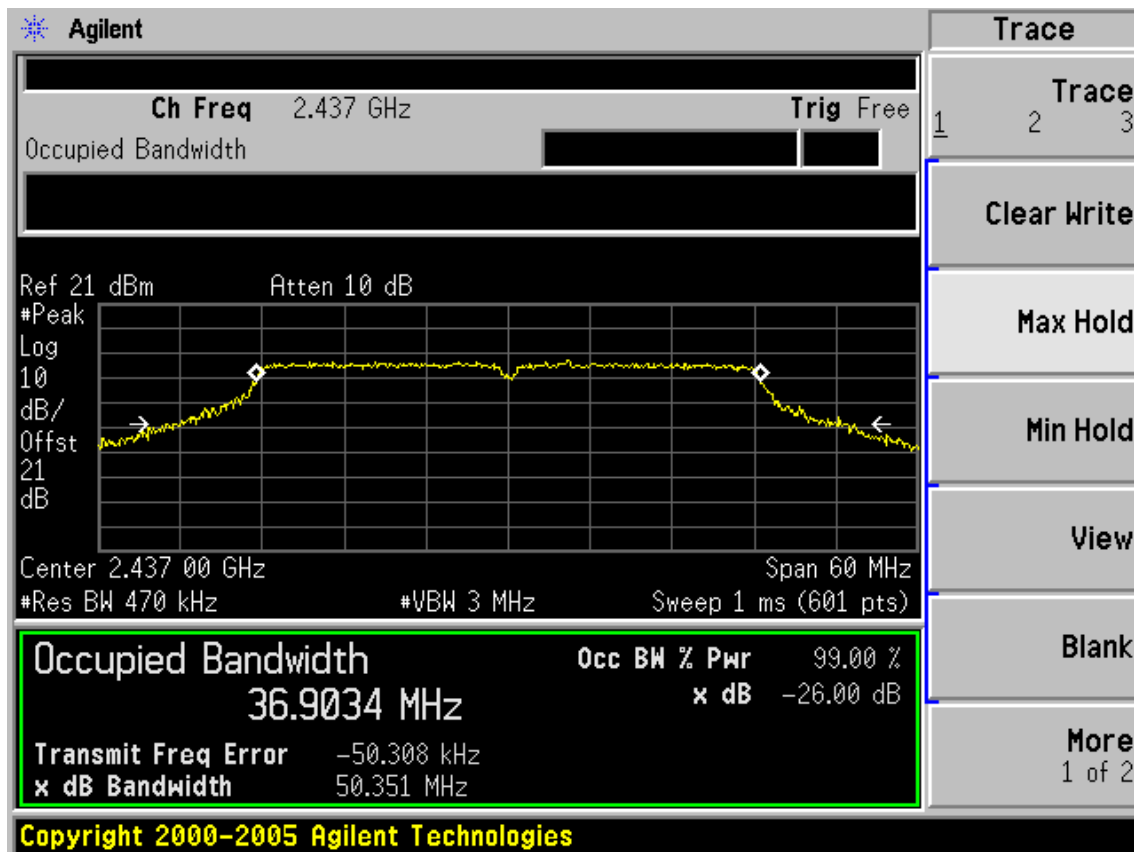 Agilent
Trace
Ch Freq 2.437 GHz Trig Free
Occupied Bandwidth
Trace
1 2 3
Clear Write
Max Hold
Min Hold
View
Blank
More
1 of 2
Ref 21 dBm Atten 10 dB
#Peak
Log
10
dB/
Offst
21
dB
Center 2.437 00 GHz Span 60 MHz
#Res BW 470 kHz #VBW 3 MHz Sweep 1 ms (601 pts)
Occupied Bandwidth Occ BW % Pwr 99.00 %
36.9034 MHz x dB -26.00 dB
Transmit Freq Error -50.308 kHz
x dB Bandwidth 50.351 MHz
Copyright 2000-2005 Agilent Technologies